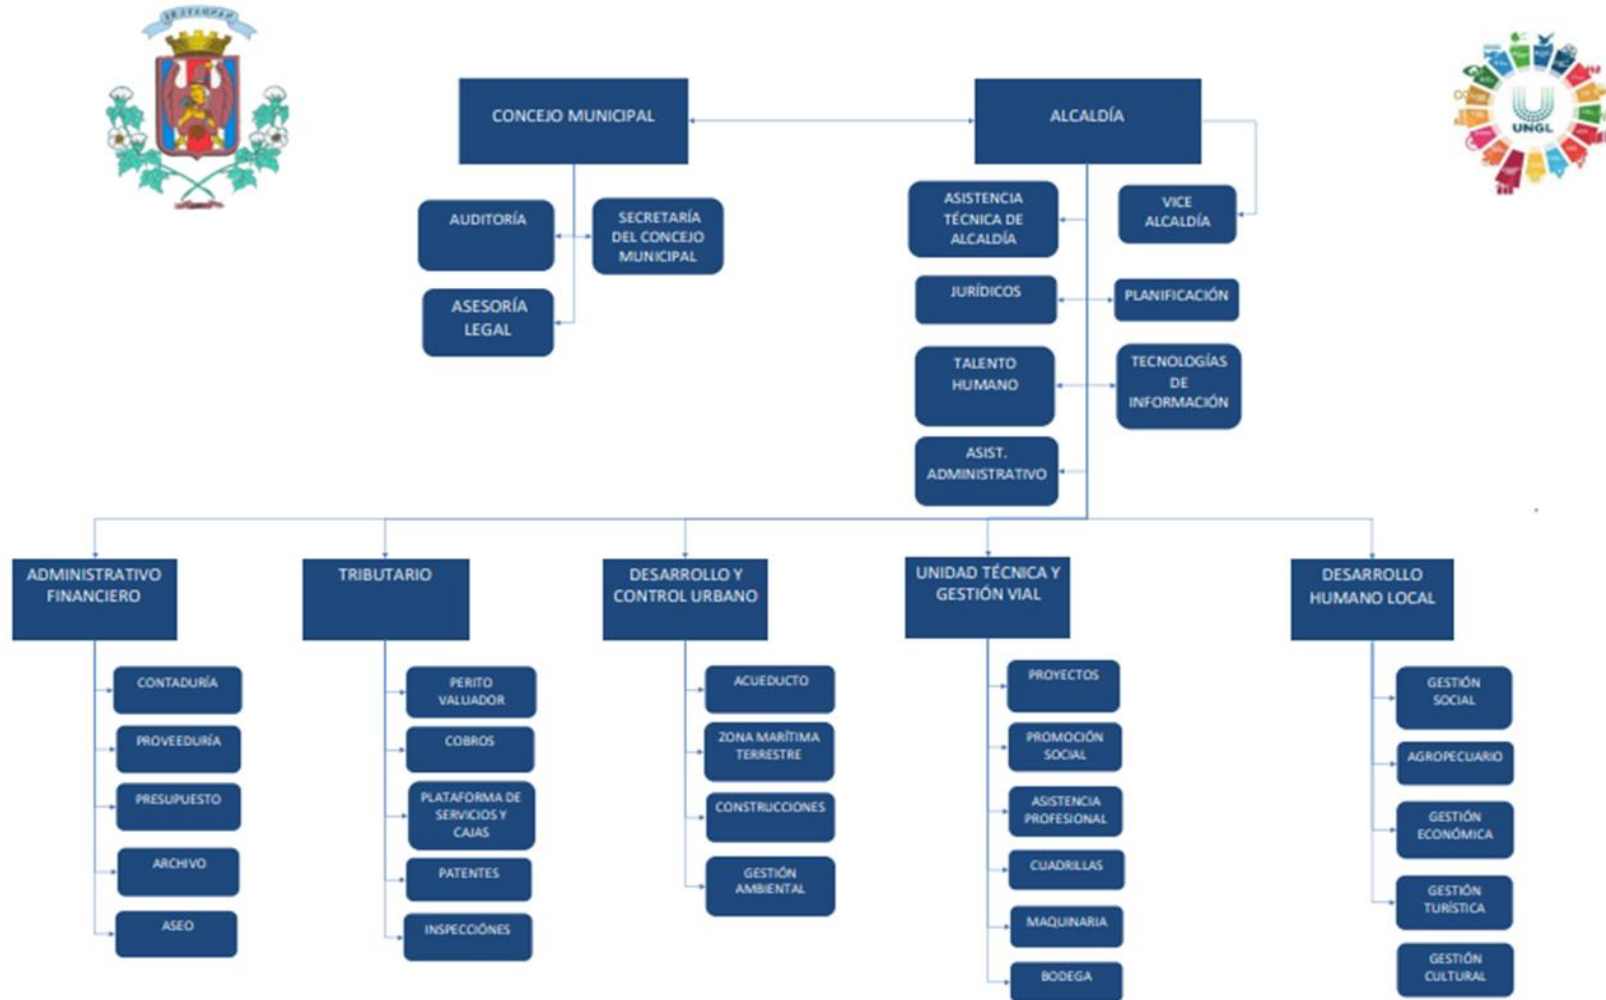 CONCEJO MUNICIPAL
ALCALDÍA
UNGL
AUDITORÍA
SECRETARÍA
DEL CONCEJO
MUNICIPAL
ASESORÍA
LEGAL
ASISTENCIA
TÉCNICA DE
ALCALDÍA
VICE
ALCALDÍA
JURÍDICOS
PLANIFICACIÓN
TALENTO
HUMANO
TECNOLOGÍAS
DE
INFORMACIÓN
ASIST.
ADMINISTRATIVO
ADMINISTRATIVO
FINANCIERO
CONTADURÍA
PROVEEDURÍA
PRESUPUESTO
ARCHIVO
ASEO
TRIBUTARIO
PERITO
VALUADOR
COBROS
PLATAFORMA DE
SERVICIOS Y
CAJAS
PATENTES
INSPECCIÓNES
DESARROLLO Y
CONTROL URBANO
ACUEDUCTO
ZONA MARÍTIMA
TERRESTRE
CONSTRUCCIONES
GESTIÓN
AMBIENTAL
UNIDAD TÉCNICA Y
GESTIÓN VIAL
PROYECTOS
PROMOCIÓN
SOCIAL
ASISTENCIA
PROFESIONAL
CUADRILLAS
MAQUINARIA
BODEGA
DESARROLLO
HUMANO LOCAL
GESTIÓN
SOCIAL
AGROPECUARIO
GESTIÓN
ECONÓMICA
GESTIÓN
TURÍSTICA
GESTIÓN
CULTURAL